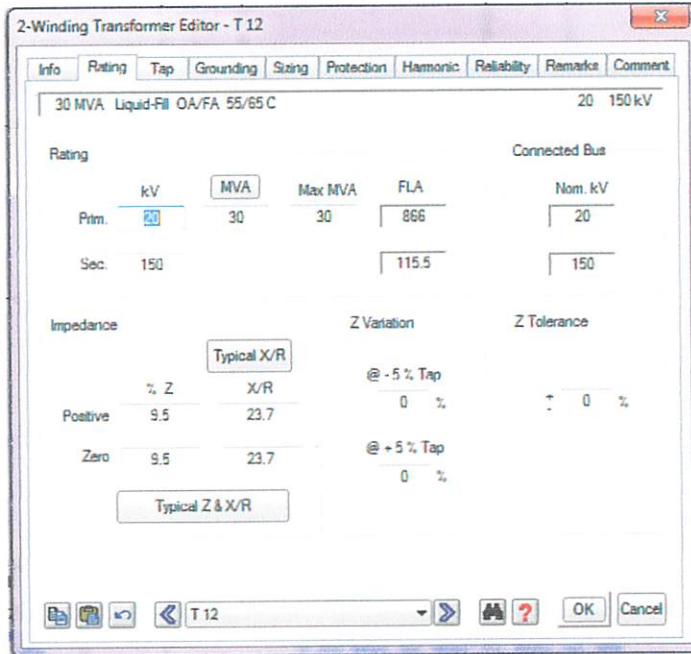 2-Winding Transformer Editor - T 12
Info Rating Tap Grounding Sizing Protection Harmonic Reliability Remarks Comment
30 MVA Liquid-Fill OA/FA 55/65 C 20 150 kV
Rating Connected Bus
kV MVA Max MVA FLA Nom. kV
Prim. 20 30 30 866 20
Sec. 150 115.5 150
Impedance Z Variation Z Tolerance
Typical X/R
% Z X/R @ - 5 % Tap
0 % ± 0 %
Positive 9.5 23.7
Zero 9.5 23.7 @ + 5 % Tap
0 %
Typical Z & X/R
T 12 ? OK Cancel